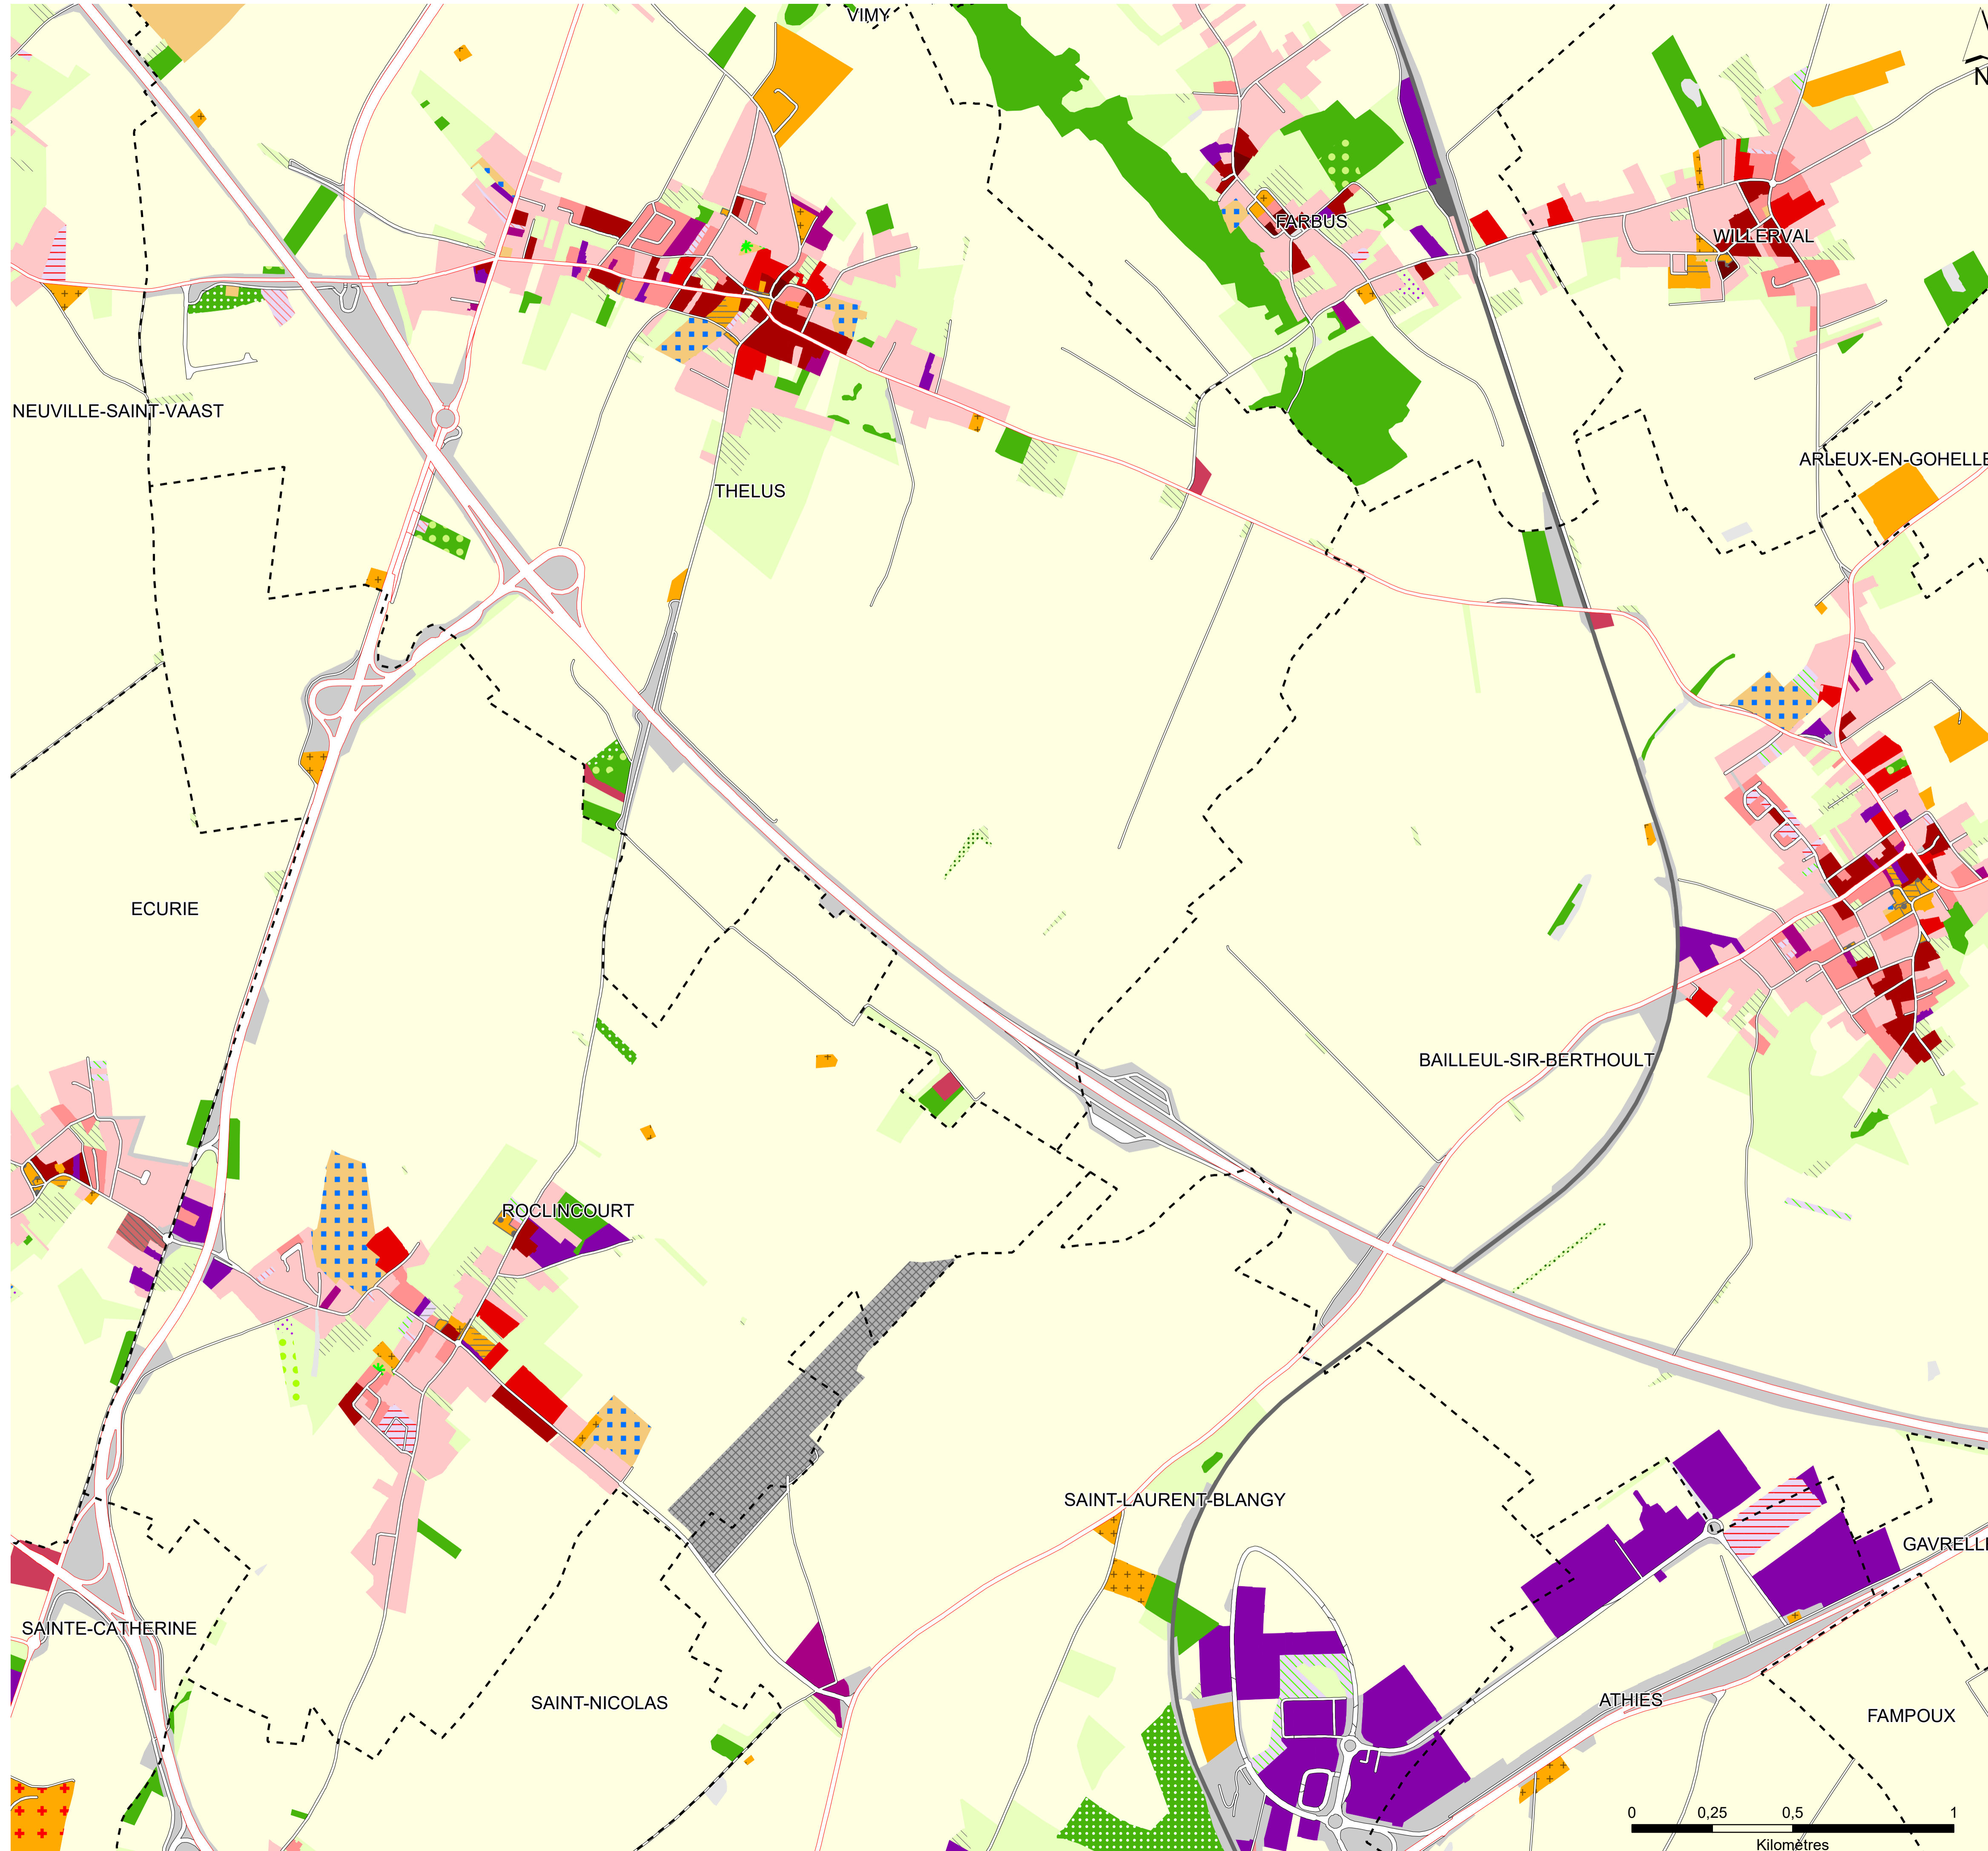 VIMY
N
FARBUS
WILLERVAL
NEUVILLE-SAINT-VAAST
ARLEUX-EN-GOHELLE
THELUS
ECURIE
BAILLEUL-SIR-BERTHOULT
ROCLINCOURT
SAINT-LAURENT-BLANGY
GAVRELLE
SAINTE-CATHERINE
SAINT-NICOLAS
ATHIES
FAMPOUX
0 0,25 0,5 1
Kilomètres